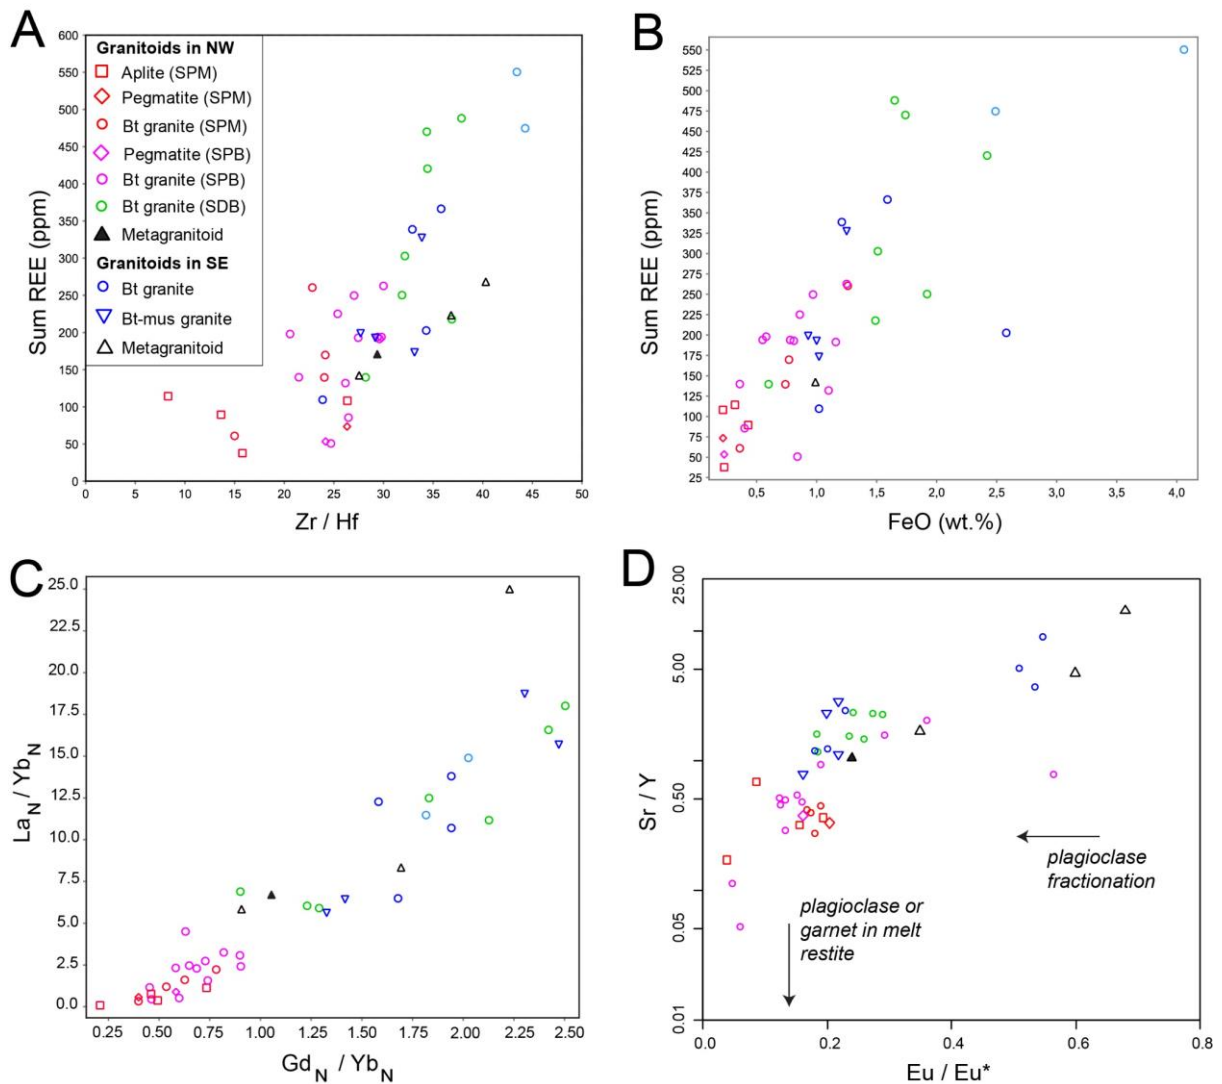 A
Sum REE (ppm)
600
550
500
450
400
350
300
250
200
150
100
50
0
Granitoids in NW
Aplite (SPM)
Pegmatite (SPM)
Bt granite (SPM)
Pegmatite (SPB)
Bt granite (SPB)
Bt granite (SDB)
Metagranitoid
Granitoids in SE
Bt granite
Bt-mus granite
Metagranitoid
0 5 10 15 20 25 30 35 40 45 50
Zr / Hf
B
Sum REE (ppm)
550
525
500
475
450
425
400
375
350
325
300
275
250
225
200
175
150
125
100
75
50
25
0,5 1,0 1,5 2,0 2,5 3,0 3,5 4,0
FeO (wt.%)
C
LaN / YbN
25.0
22.5
20.0
17.5
15.0
12.5
10.0
7.5
5.0
2.5
0.0
0.25 0.50 0.75 1.00 1.25 1.50 1.75 2.00 2.25 2.50
GdN / YbN
D
Sr / Y
25.00
5.00
0.50
0.05
0.01
plagioclase
fractionation
plagioclase or
garnet in melt
restite
0.0 0.2 0.4 0.6 0.8
Eu / Eu*